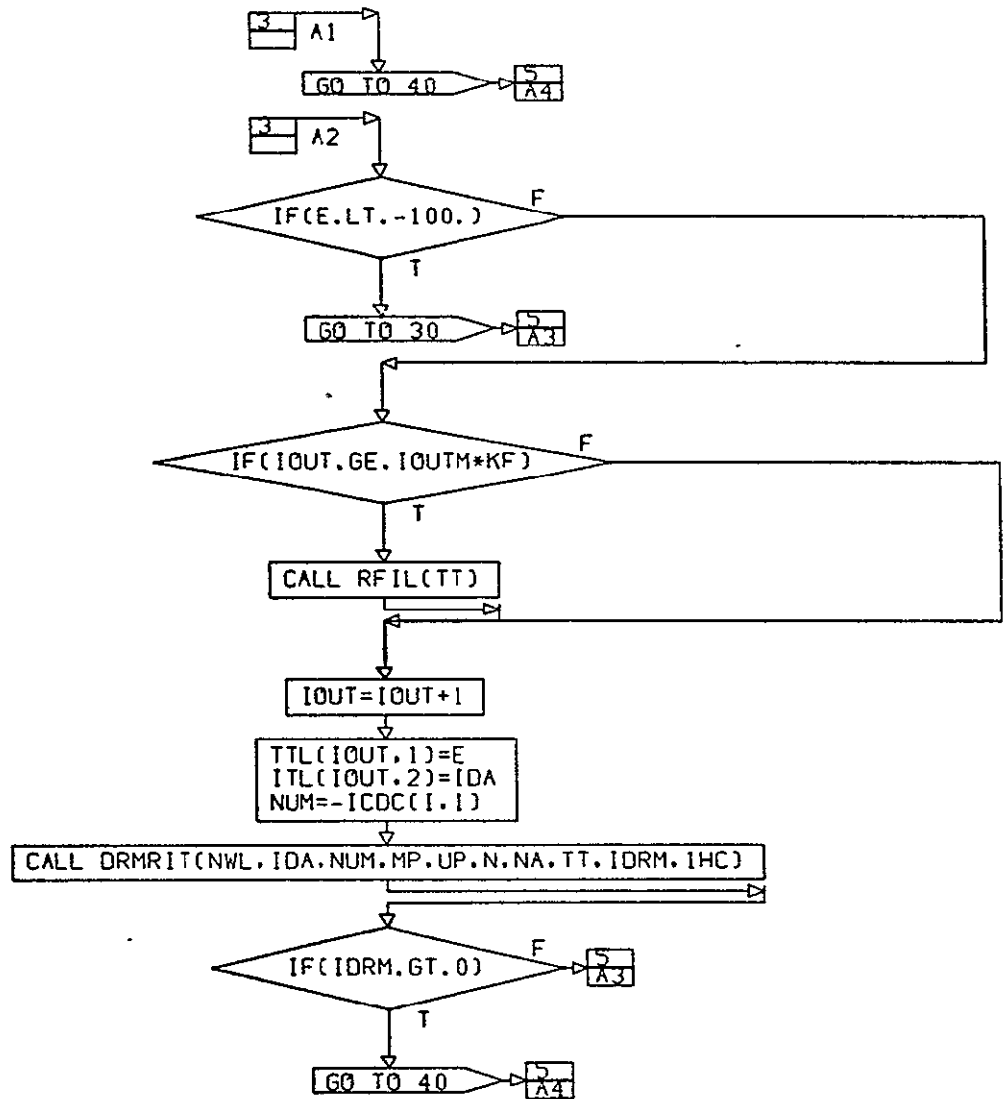 3
A1
GO TO 40
5
A4
3
A2
IF(E.LT.-100.)
F
T
GO TO 30
5
A3
IF(IOUT.GE.IOUTM*KF)
F
T
CALL RFIL(TT)
IOUT=IOUT+1
TTL(IOUT,1)=E
ITL(IOUT,2)=IDA
NUM=-ICDC(I,1)
CALL DRMRIT(NWL,IDA,NUM,MP,UP,N,NA,TT,IDRM,IHC)
IF(IDRM.GT.0)
F
5
A3
T
GO TO 40
5
A4